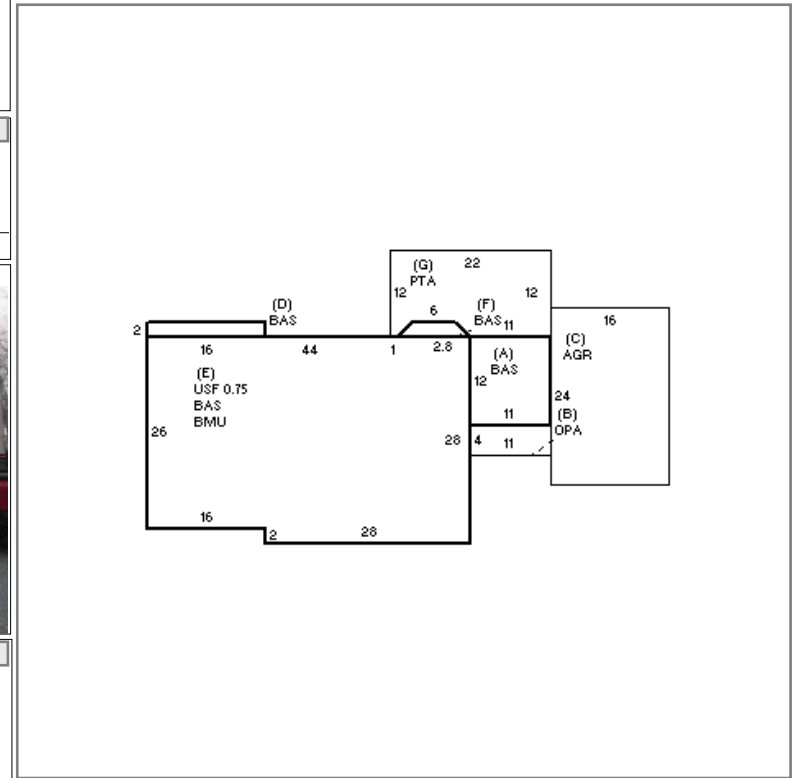 (G) 22
PTA
12 12
6 (F)
BAS 11
(D)
BAS
2
16 44 1 2.8
16
(C)
AGR
(A)
BAS
12
24
11
(B)
OPA
(E)
USF 0.75
BAS
BMU
26
28 4 11
16
2 28